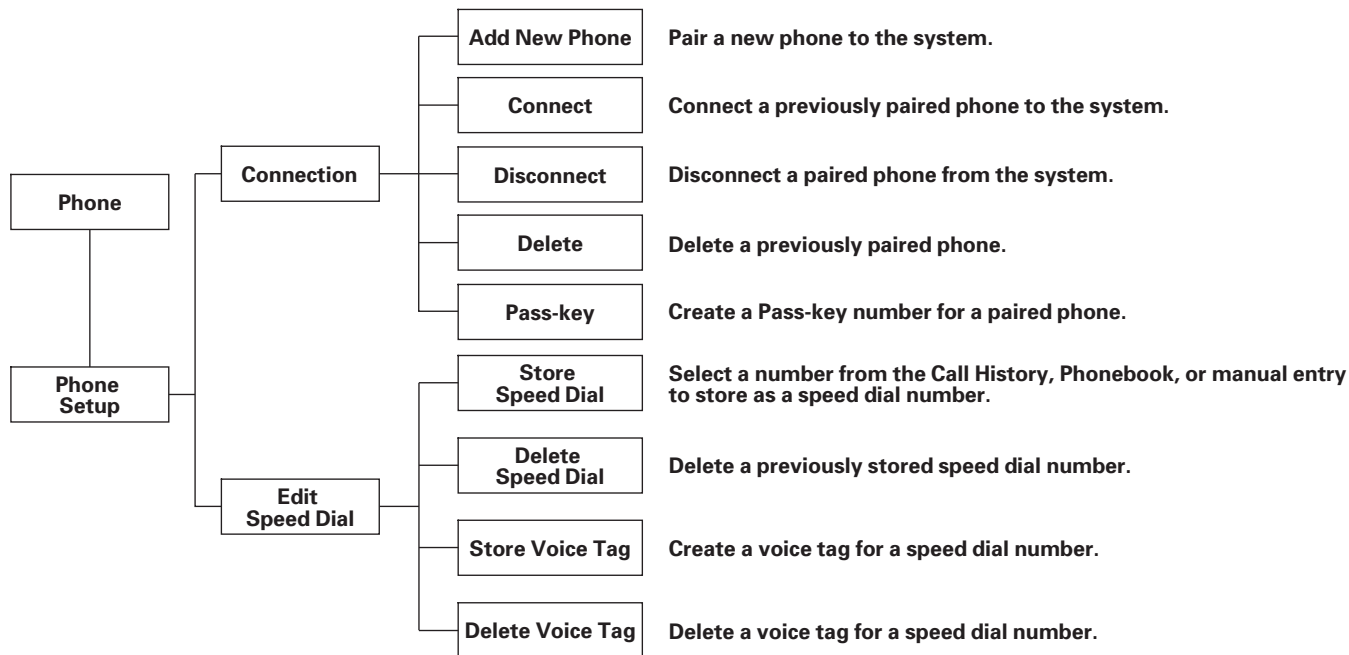 Add New Phone
Pair a new phone to the system.
Connect
Connect a previously paired phone to the system.
Connection
Disconnect
Disconnect a paired phone from the system.
Phone
Delete
Delete a previously paired phone.
Pass-key
Create a Pass-key number for a paired phone.
Phone
Setup
Store
Speed Dial
Select a number from the Call History, Phonebook, or manual entry
to store as a speed dial number.
Delete
Speed Dial
Delete a previously stored speed dial number.
Edit
Speed Dial
Store Voice Tag
Create a voice tag for a speed dial number.
Delete Voice Tag
Delete a voice tag for a speed dial number.